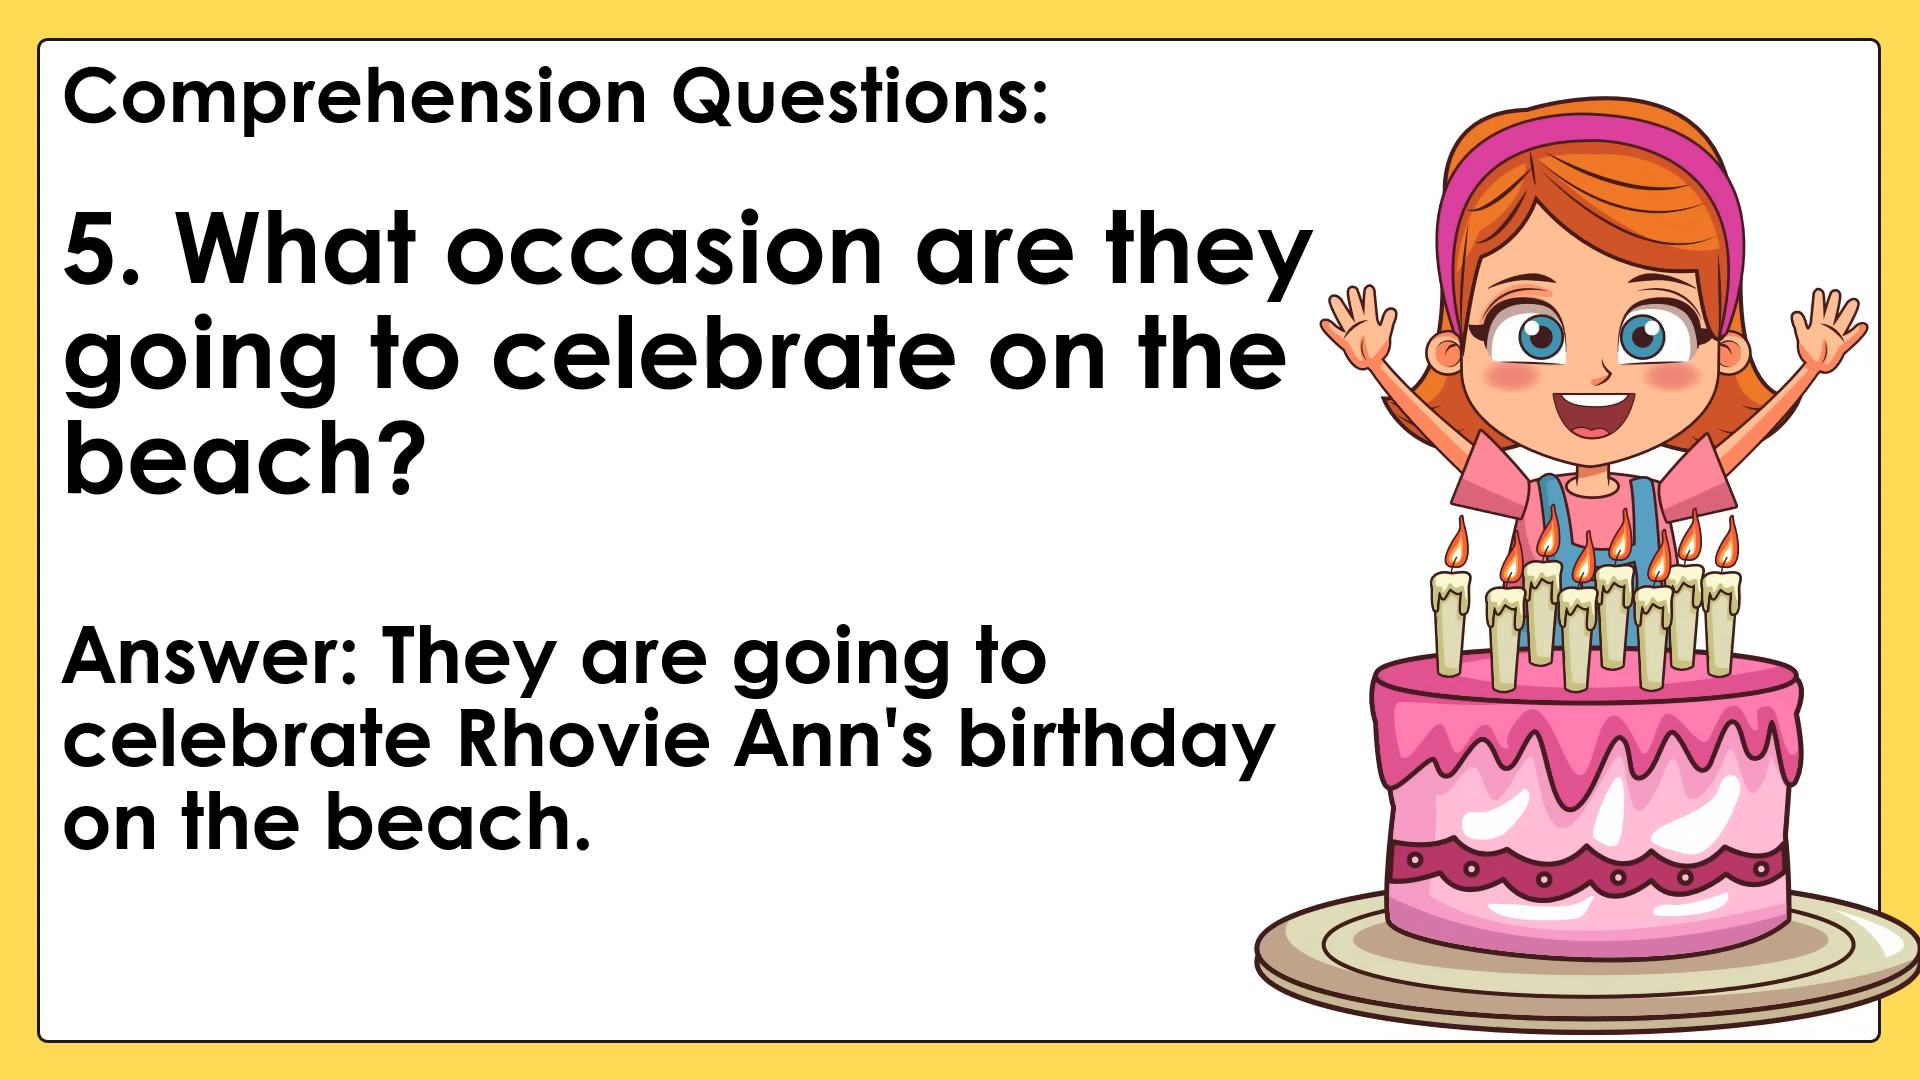 Comprehension Questions:
5. What occasion are they
going to celebrate on the
beach?
Answer: They are going to
celebrate Rhovie Ann's birthday
on the beach.